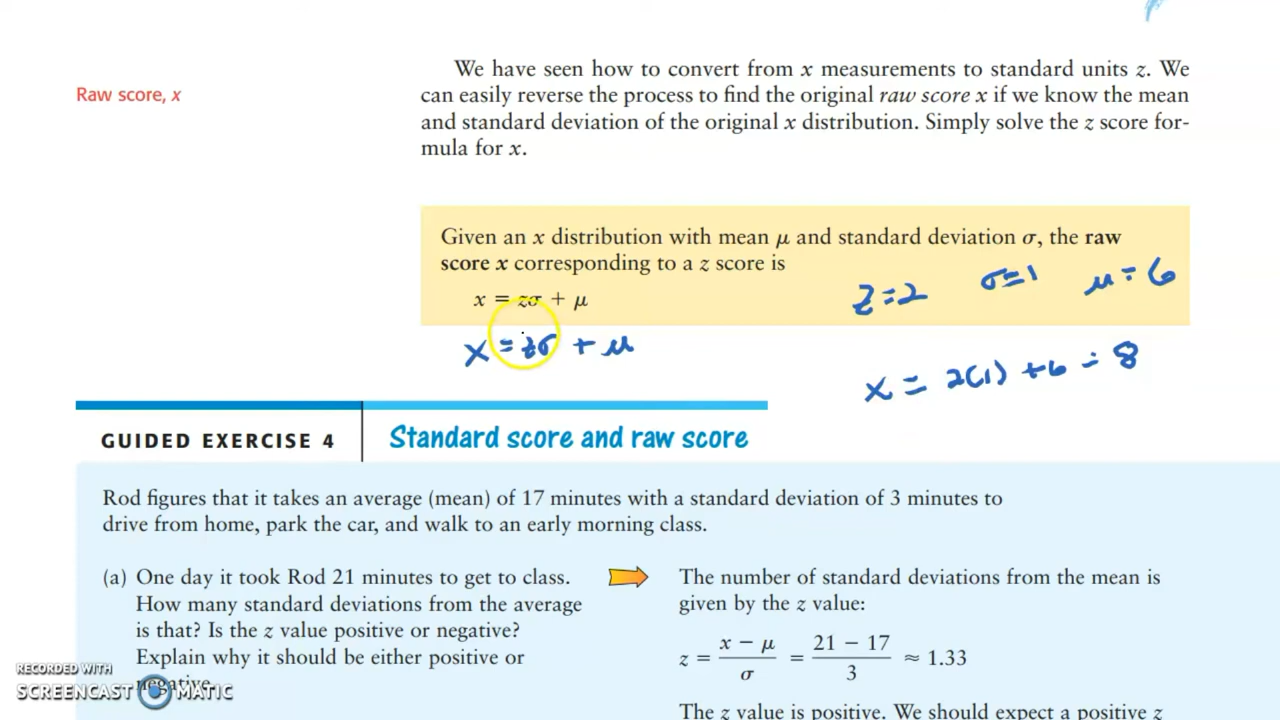 We have seen how to convert from x measurements to standard units z. We
Raw score, x
can easily reverse the process to find the original raw score x if we know the mean
and standard deviation of the original x distribution. Simply solve the z score for-
mula for x.
Given an x distribution with mean μ and standard deviation σ, the raw
score x corresponding to a z score is
x = zσ + μ
z = 2 σ = 1 μ = 6
x = zσ + μ
x = 2(1) + 6 = 8
GUIDED EXERCISE 4 Standard score and raw score
Rod figures that it takes an average (mean) of 17 minutes with a standard deviation of 3 minutes to
drive from home, park the car, and walk to an early morning class.
(a) One day it took Rod 21 minutes to get to class.
How many standard deviations from the average
is that? Is the z value positive or negative?
Explain why it should be either positive or
negative.
The number of standard deviations from the mean is
given by the z value:
z = x − μ / σ = 21 − 17 / 3 ≈ 1.33
The z value is positive. We should expect a positive z
RECORDED WITH
SCREENCAST MATIC